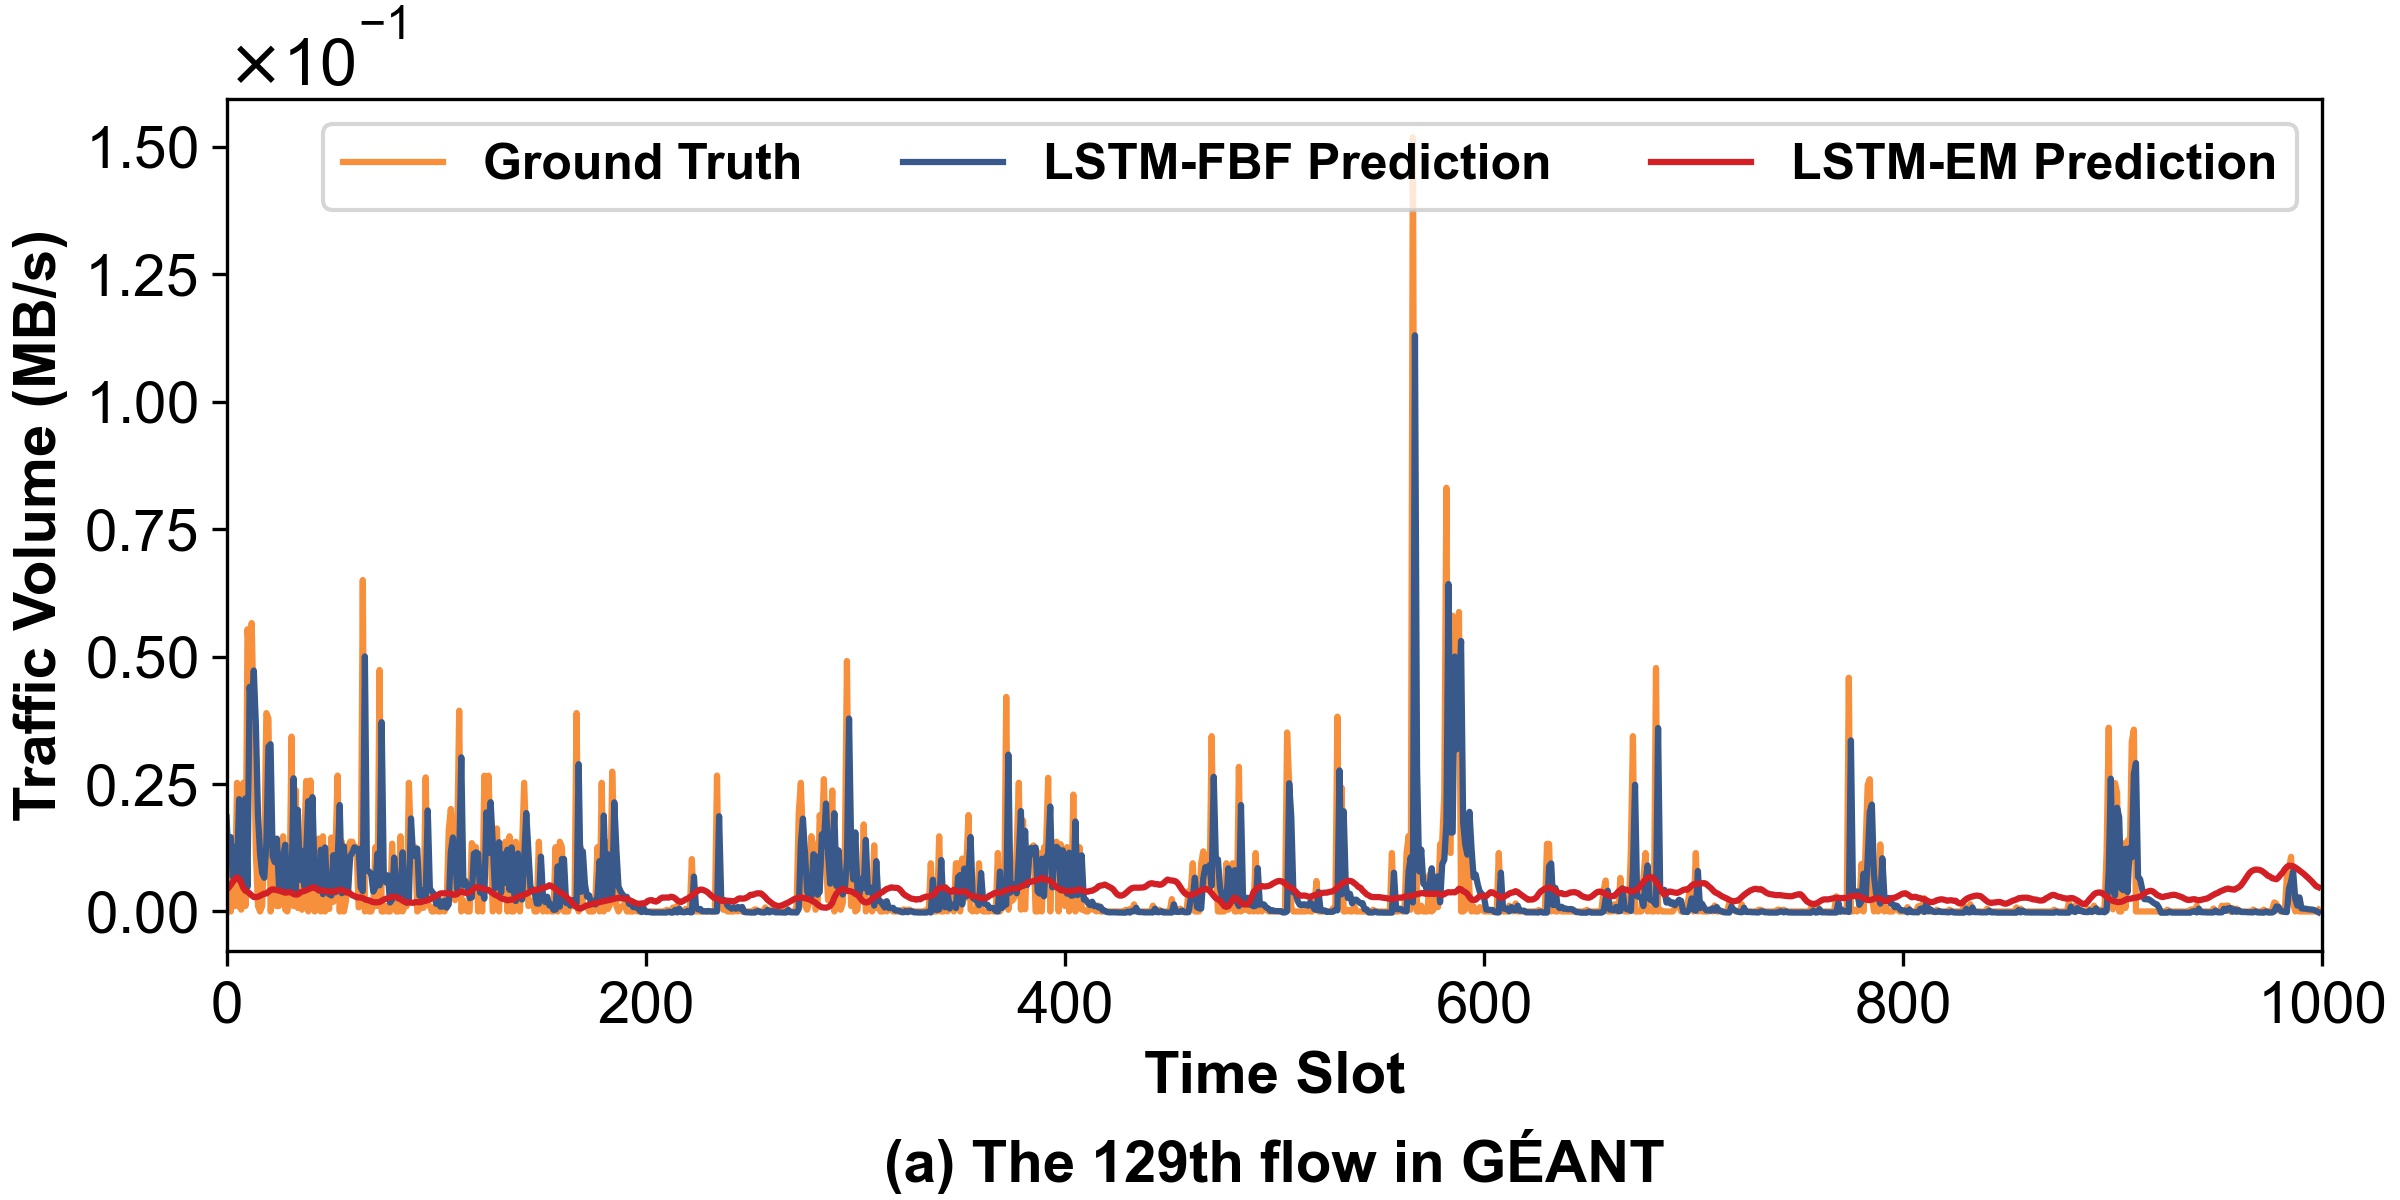 ×10⁻¹
Ground Truth
LSTM-FBF Prediction
LSTM-EM Prediction
1.50
1.25
1.00
0.75
0.50
0.25
0.00
Traffic Volume (MB/s)
0
200
400
600
800
1000
Time Slot
(a) The 129th flow in GÉANT